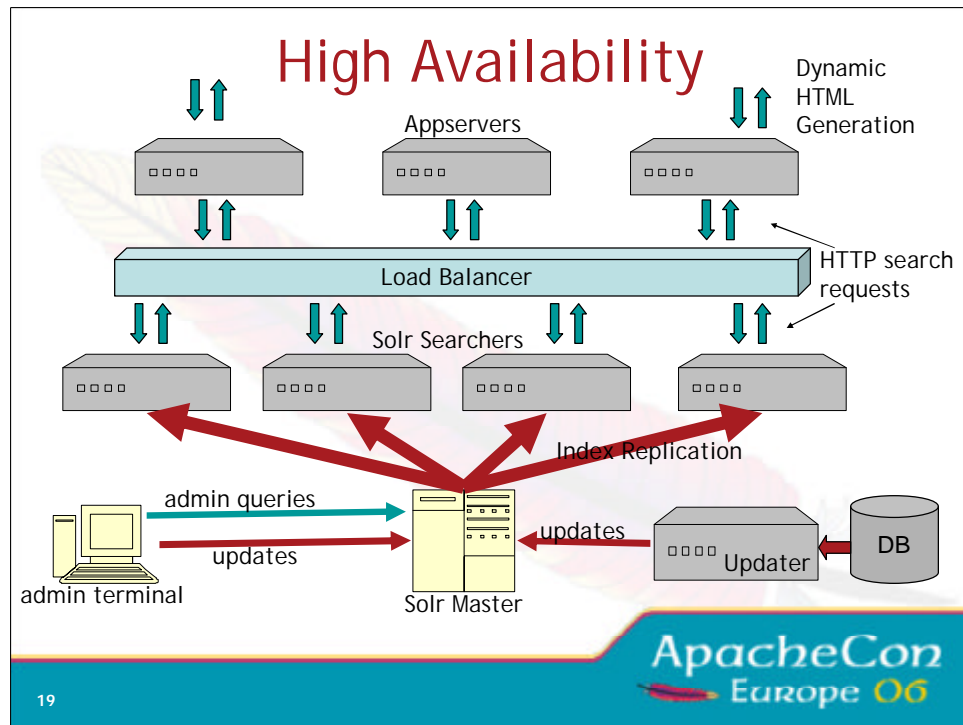 High Availability
Dynamic
HTML
Generation
Appservers
Load Balancer
HTTP search
requests
Solr Searchers
Index Replication
admin queries
updates
updates
Updater
DB
admin terminal
Solr Master
ApacheCon
Europe 06
19